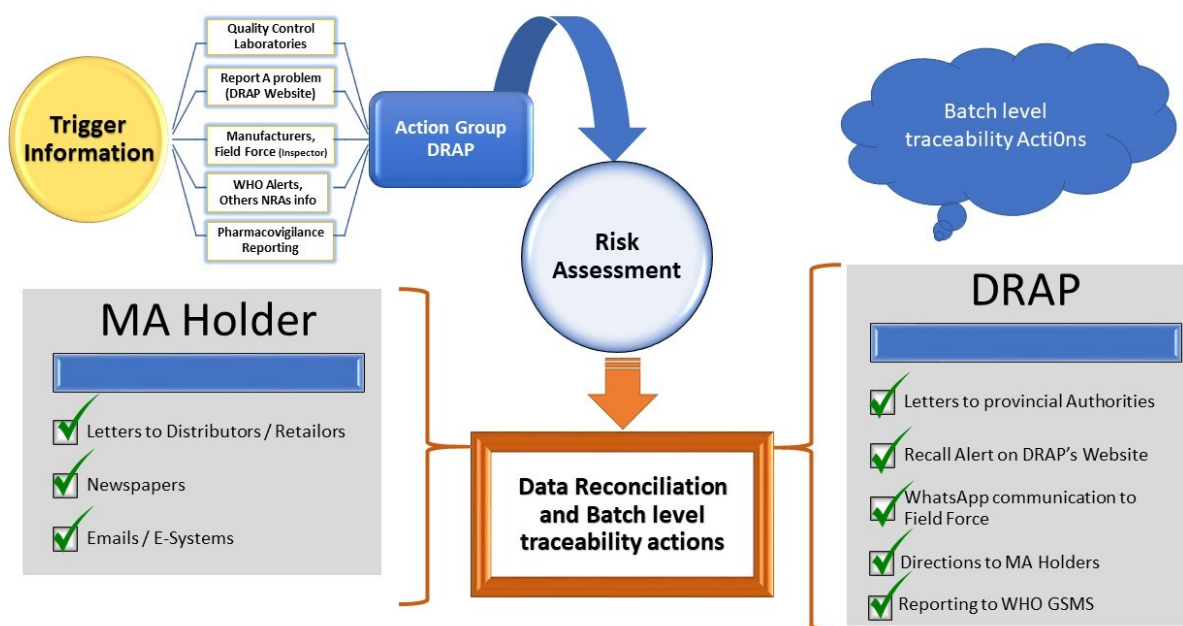 Trigger
Information
Quality Control
Laboratories
Report A problem
(DRAP Website)
Manufacturers,
Field Force (Inspector)
WHO Alerts,
Others NRAs info
Pharmacovigilance
Reporting
Action Group
DRAP
Risk
Assessment
Batch level
traceability Acti0ns
MA Holder
Letters to Distributors / Retailors
Newspapers
Emails / E-Systems
Data Reconciliation
and Batch level
traceability actions
DRAP
Letters to provincial Authorities
Recall Alert on DRAP's Website
WhatsApp communication to
Field Force
Directions to MA Holders
Reporting to WHO GSMS